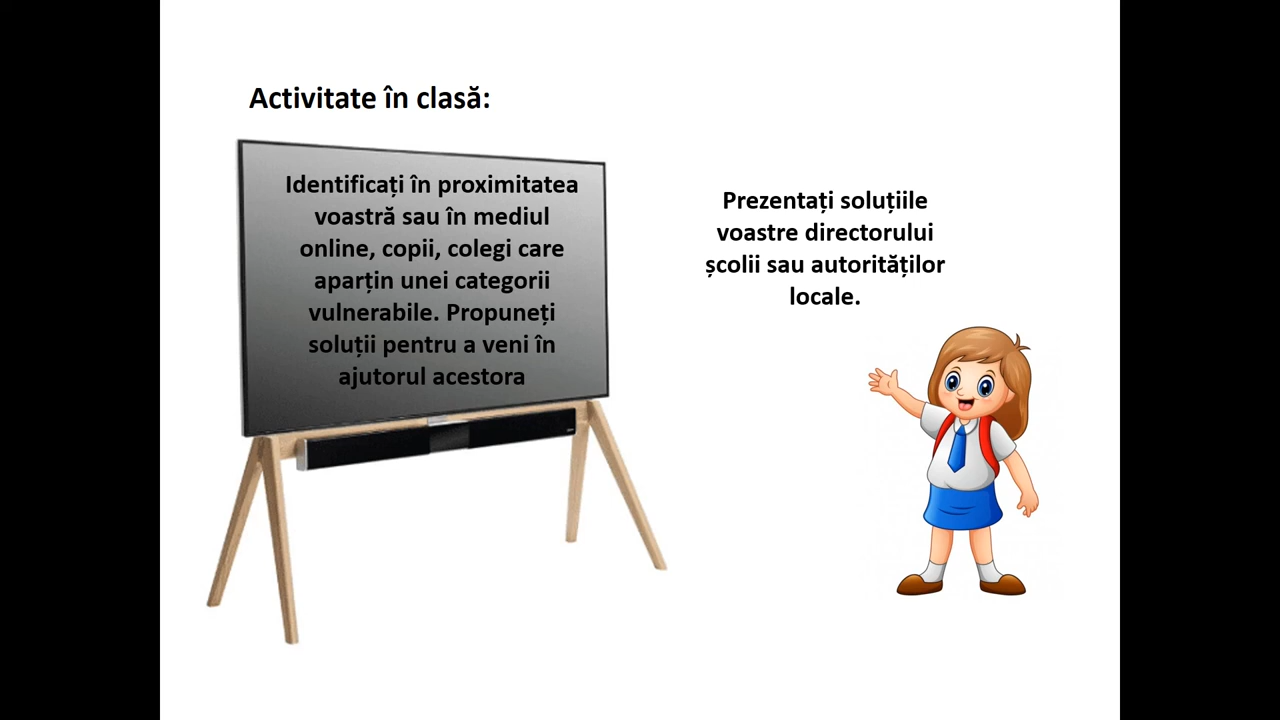 Activitate în clasă:
Identificați în proximitatea
voastră sau în mediul
online, copii, colegi care
aparțin unei categorii
vulnerabile. Propuneți
soluții pentru a veni în
ajutorul acestora
Prezentați soluțiile
voastre directorului
școlii sau autorităților
locale.